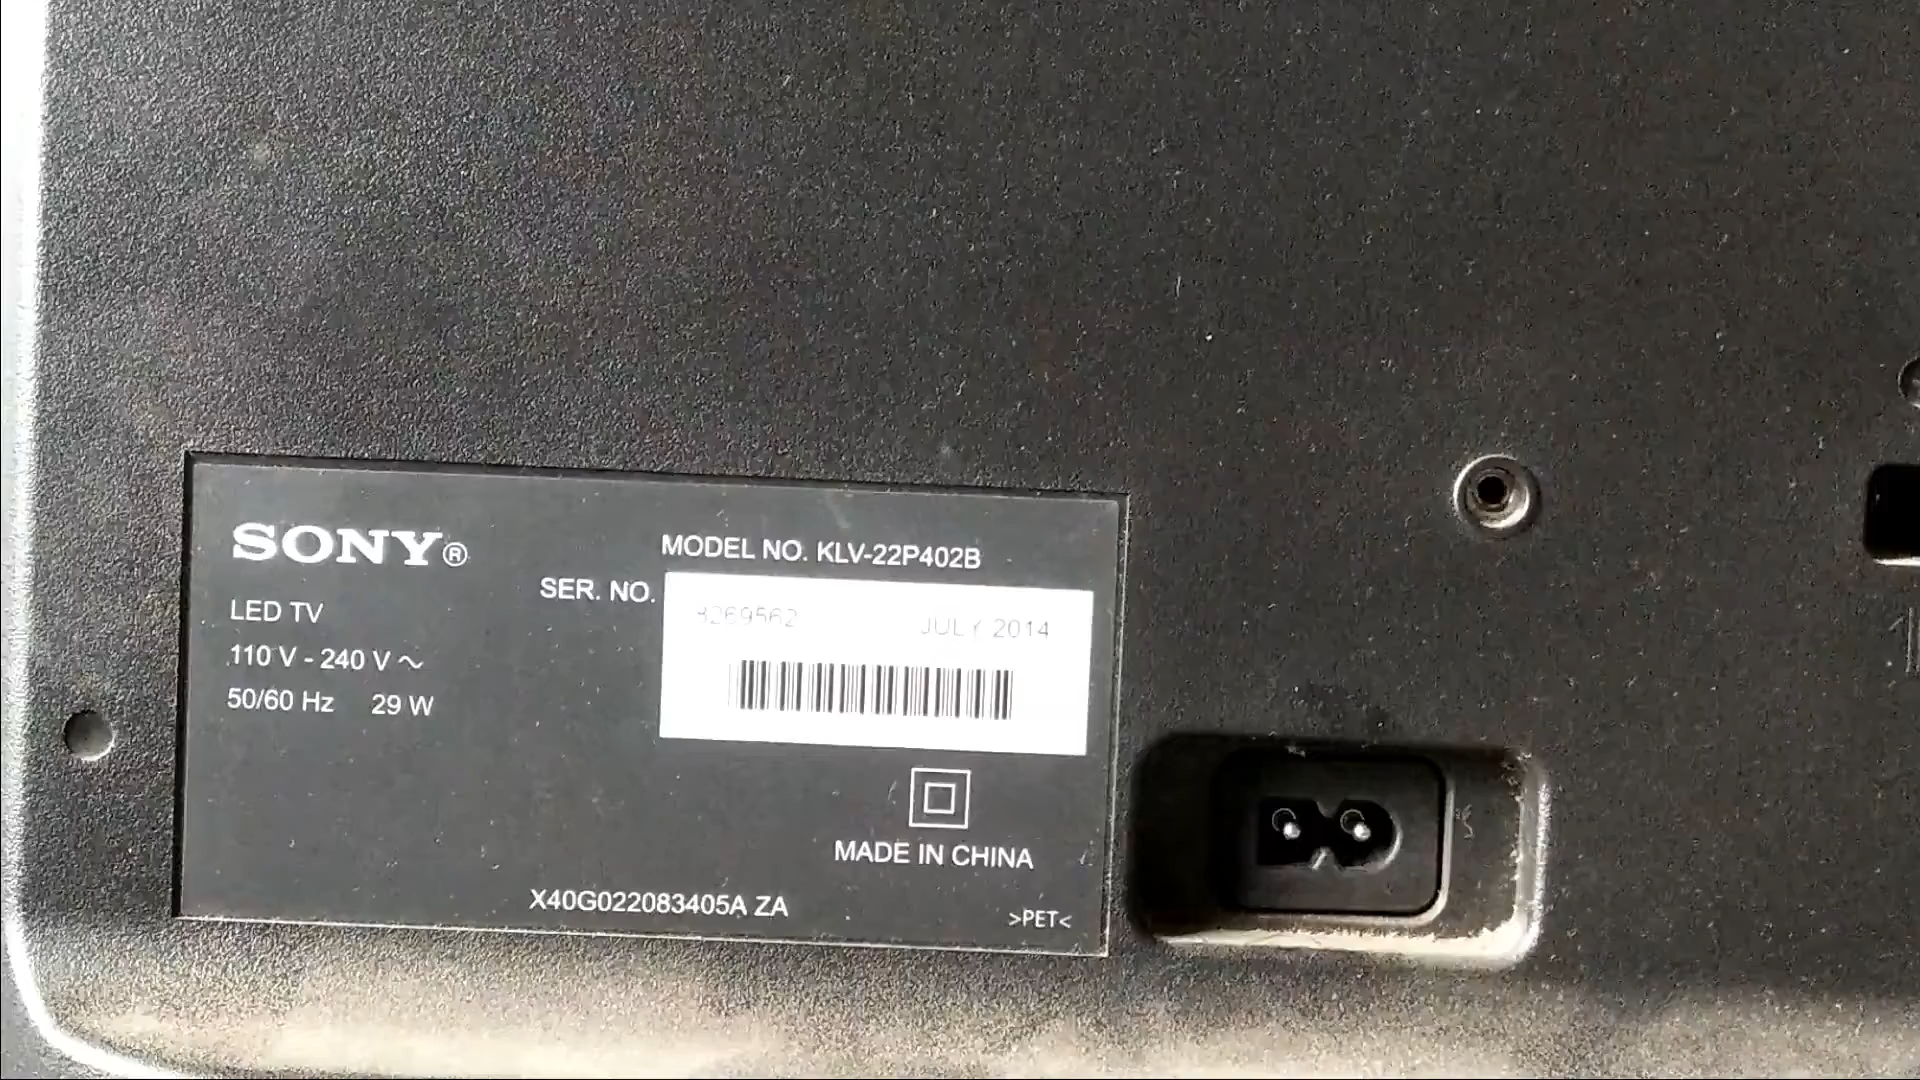 SONY®
MODEL NO. KLV-22P402B
SER. NO.
3269562 JULY 2014
LED TV
110 V - 240 V ~
50/60 Hz 29 W
MADE IN CHINA
X40G022083405A ZA
>PET<